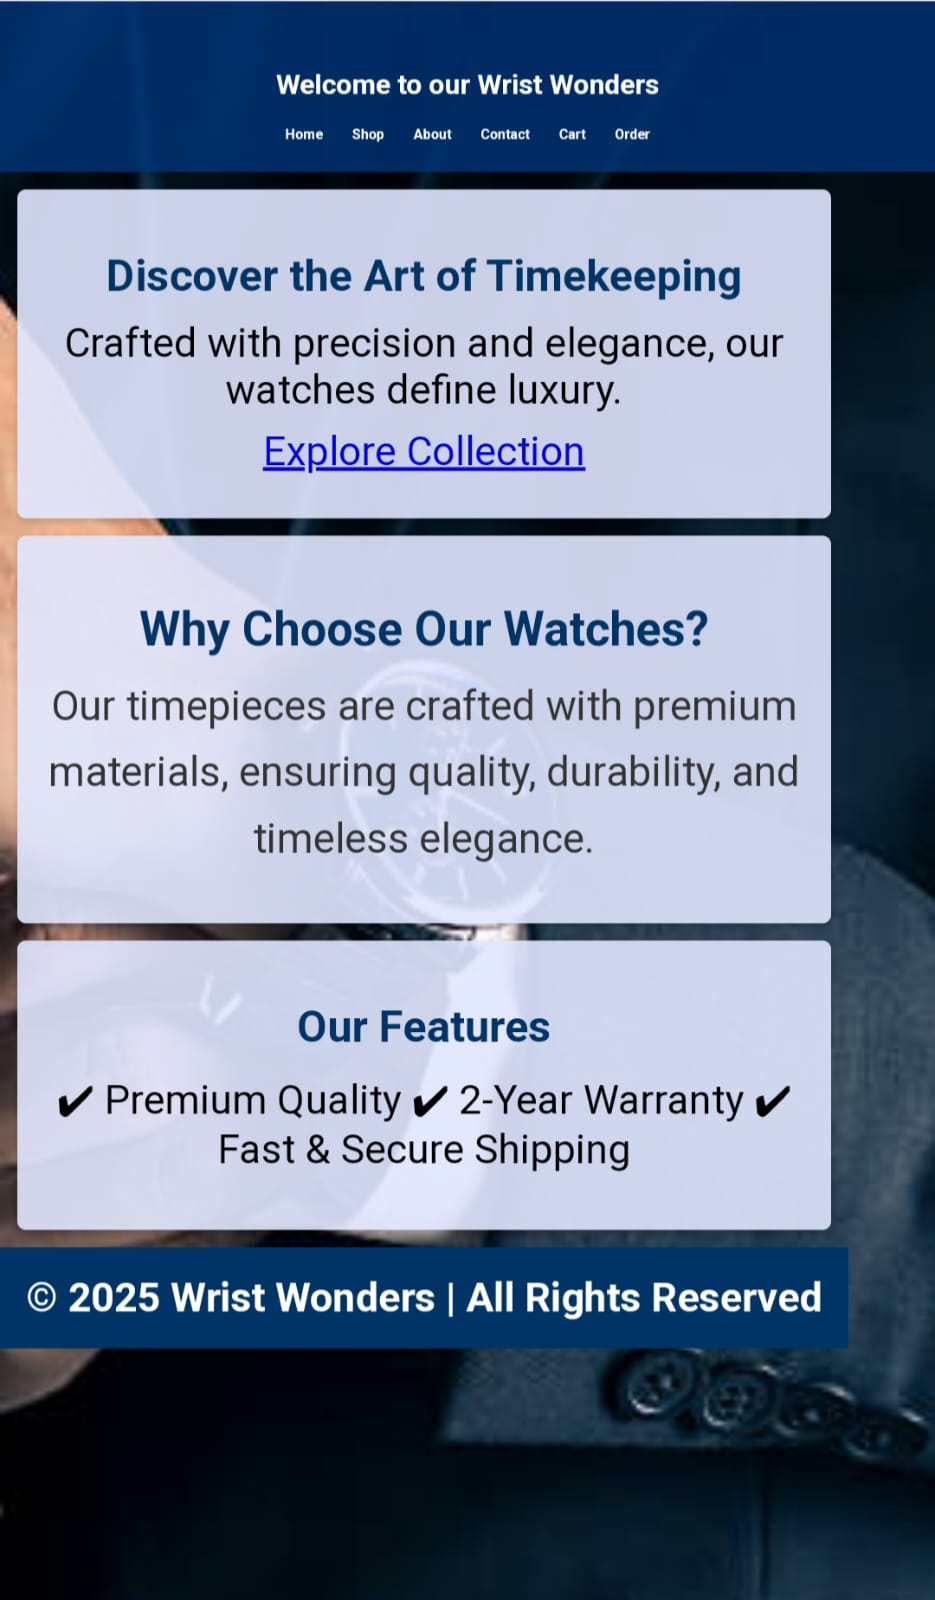 Welcome to our Wrist Wonders
Home Shop About Contact Cart Order
Discover the Art of Timekeeping
Crafted with precision and elegance, our
watches define luxury.
Explore Collection
Why Choose Our Watches?
Our timepieces are crafted with premium
materials, ensuring quality, durability, and
timeless elegance.
Our Features
✔ Premium Quality ✔ 2-Year Warranty ✔
Fast & Secure Shipping
© 2025 Wrist Wonders | All Rights Reserved